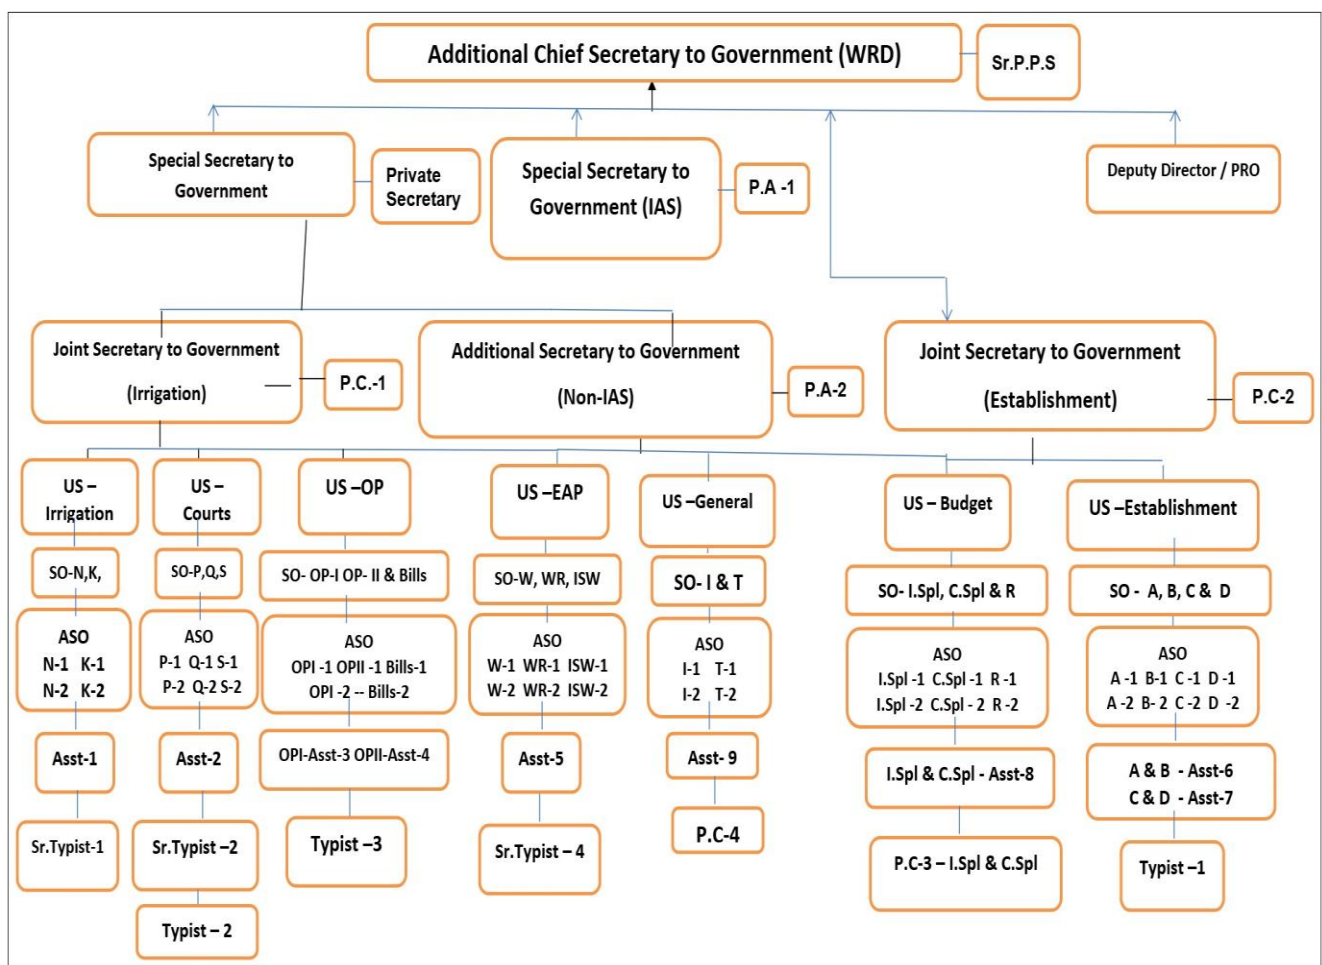 Additional Chief Secretary to Government (WRD)
Sr.P.P.S
Special Secretary to
Government
Private
Secretary
Special Secretary to
Government (IAS)
P.A -1
Deputy Director / PRO
Joint Secretary to Government
(Irrigation)
P.C.-1
Additional Secretary to Government
(Non-IAS)
P.A-2
Joint Secretary to Government
(Establishment)
P.C-2
US –
Irrigation
US –
Courts
US –OP
US –EAP
US –General
US – Budget
US –Establishment
SO-N,K,
SO-P,Q,S
SO- OP-I OP- II & Bills
SO-W, WR, ISW
SO- I & T
SO- I.Spl, C.Spl & R
SO - A, B, C & D
ASO
N-1 K-1
N-2 K-2
ASO
P-1 Q-1 S-1
P-2 Q-2 S-2
ASO
OPI -1 OPII -1 Bills-1
OPI -2 -- Bills-2
ASO
W-1 WR-1 ISW-1
W-2 WR-2 ISW-2
ASO
I-1 T-1
I-2 T-2
ASO
I.Spl -1 C.Spl -1 R -1
I.Spl -2 C.Spl - 2 R -2
ASO
A -1 B-1 C -1 D -1
A -2 B- 2 C -2 D -2
Asst-1
Asst-2
OPI-Asst-3 OPII-Asst-4
Asst-5
Asst- 9
I.Spl & C.Spl - Asst-8
A & B - Asst-6
C & D - Asst-7
Sr.Typist-1
Sr.Typist –2
Typist –3
Sr.Typist – 4
P.C-4
P.C-3 – I.Spl & C.Spl
Typist –1
Typist – 2